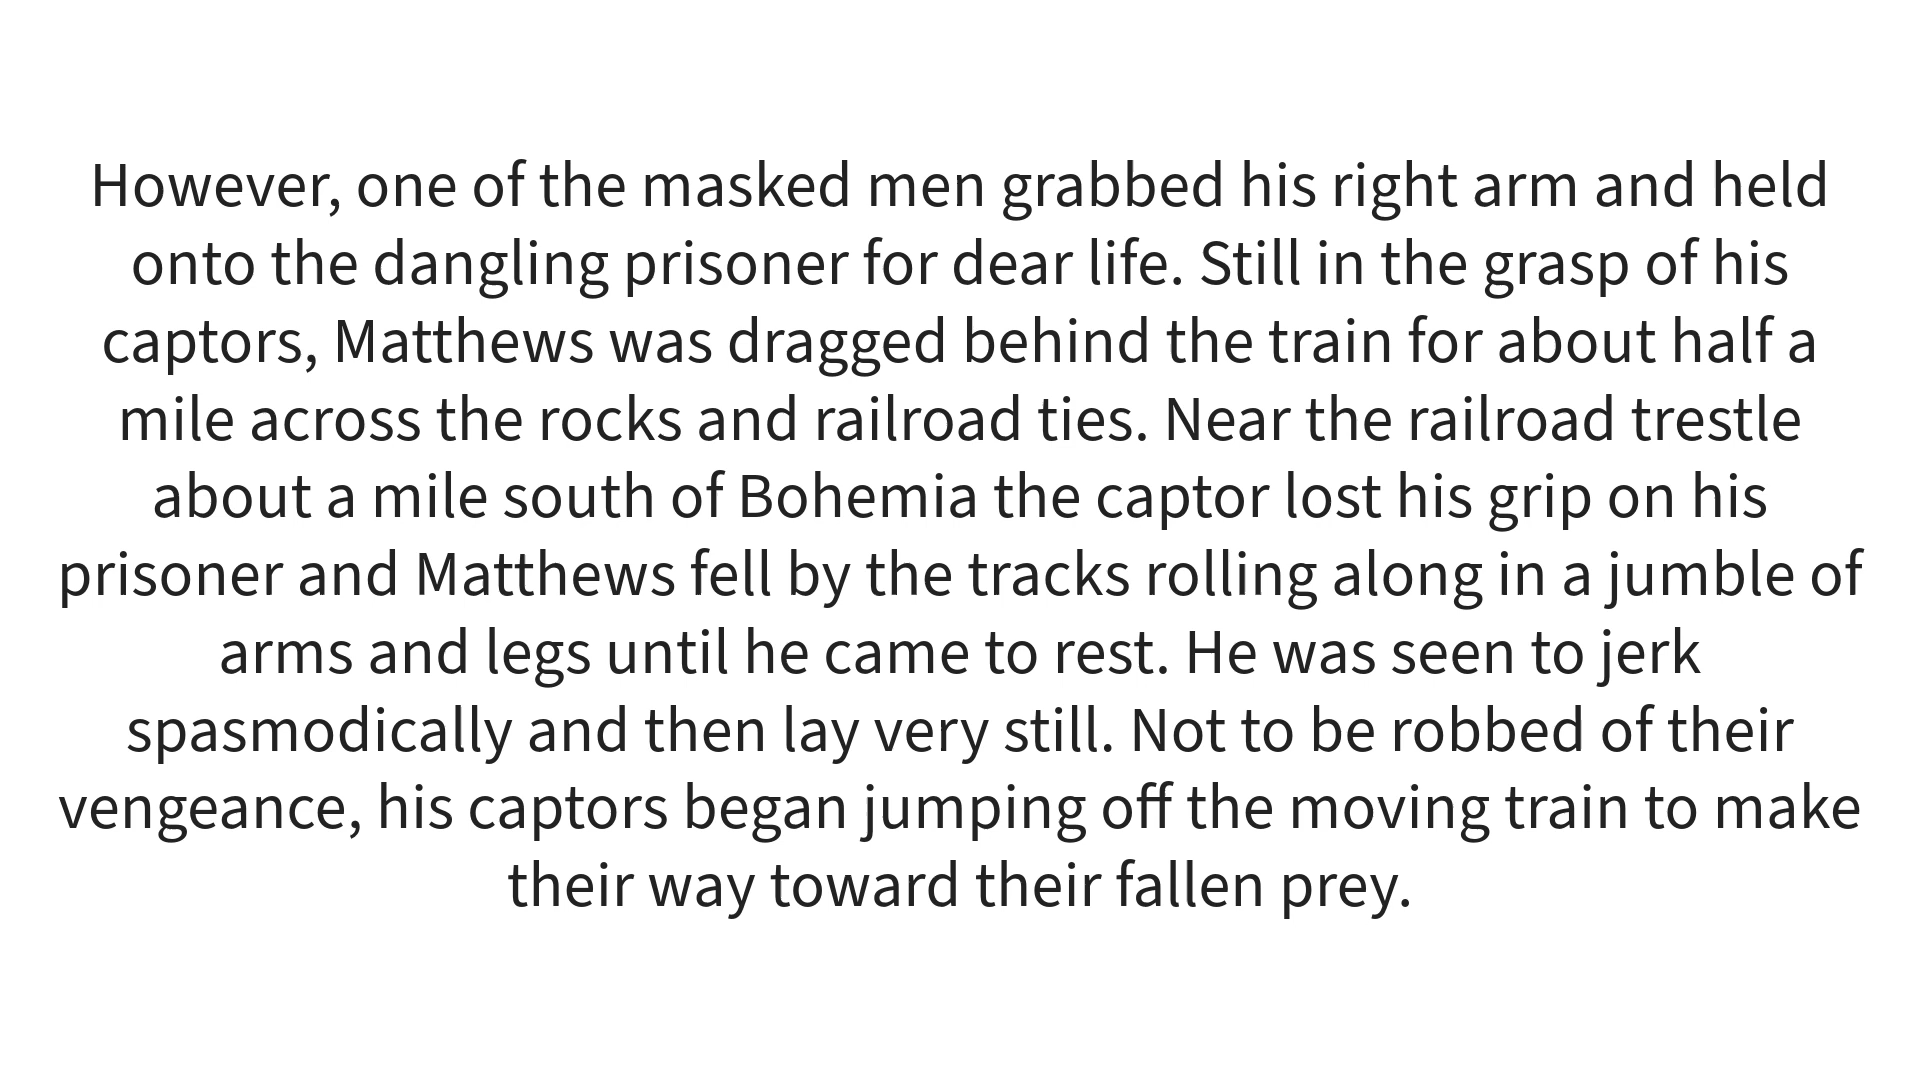 However, one of the masked men grabbed his right arm and held
onto the dangling prisoner for dear life. Still in the grasp of his
captors, Matthews was dragged behind the train for about half a
mile across the rocks and railroad ties. Near the railroad trestle
about a mile south of Bohemia the captor lost his grip on his
prisoner and Matthews fell by the tracks rolling along in a jumble of
arms and legs until he came to rest. He was seen to jerk
spasmodically and then lay very still. Not to be robbed of their
vengeance, his captors began jumping off the moving train to make
their way toward their fallen prey.